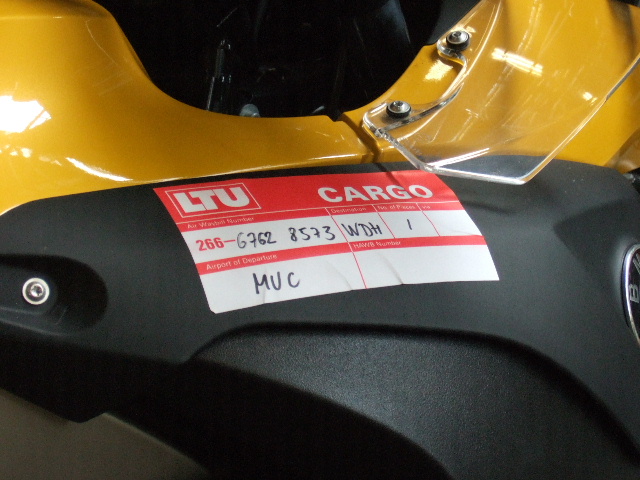 LTU CARGO
Air Waybill Number Destination No. of Pieces via
266-6762 8573 WDH 1
Airport of Departure HAWB Number
MUC
B